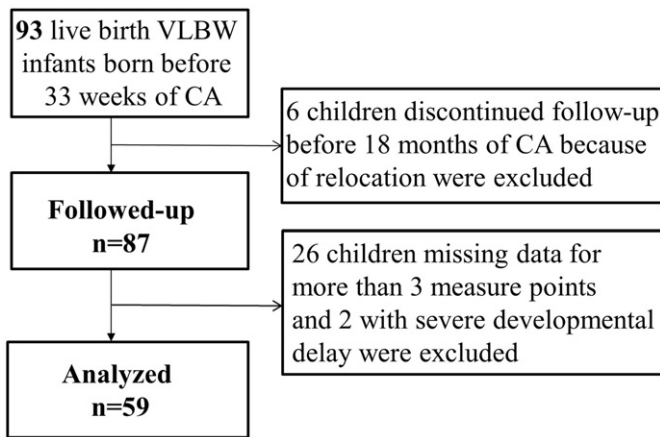 93 live birth VLBW
infants born before
33 weeks of CA
6 children discontinued follow-up
before 18 months of CA because
of relocation were excluded
Followed-up
n=87
26 children missing data for
more than 3 measure points
and 2 with severe developmental
delay were excluded
Analyzed
n=59